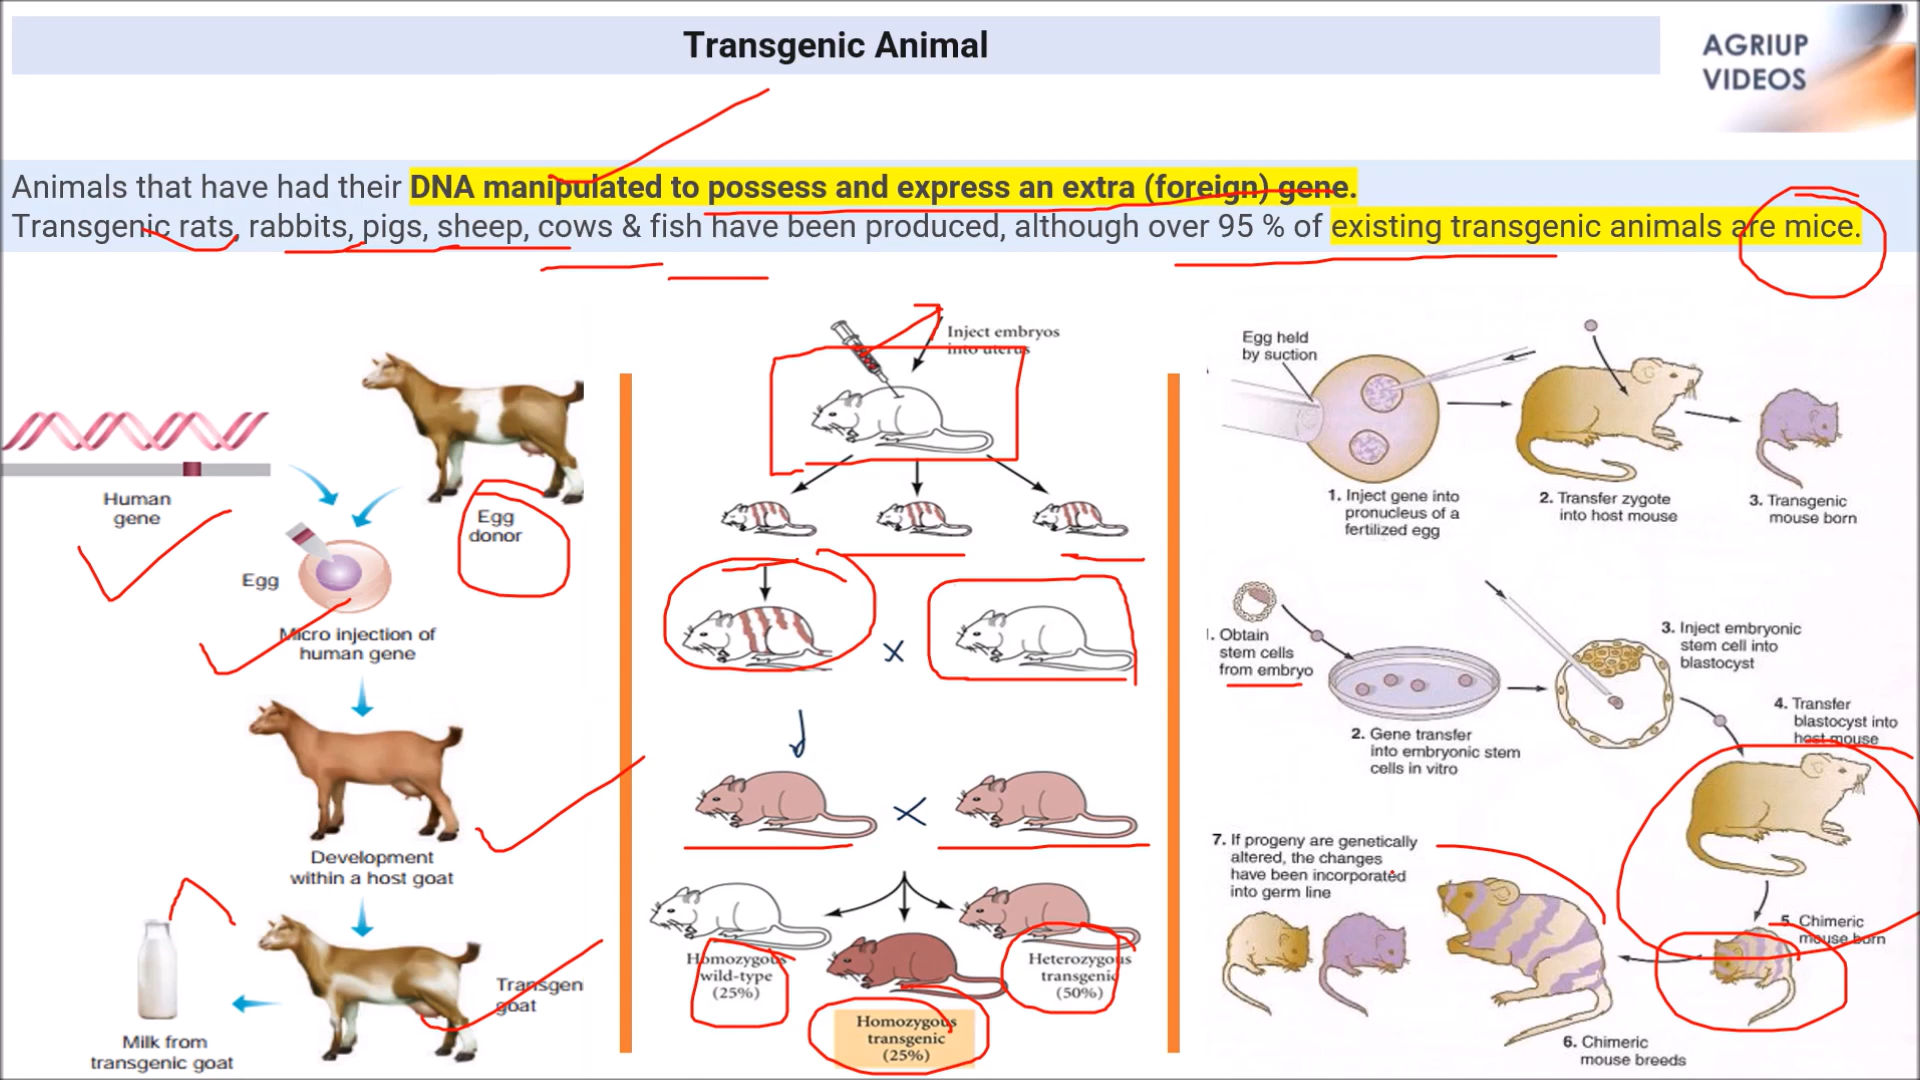 Transgenic Animal
AGRIUP
VIDEOS
Animals that have had their DNA manipulated to possess and express an extra (foreign) gene.
Transgenic rats, rabbits, pigs, sheep, cows & fish have been produced, although over 95 % of existing transgenic animals are mice.
Human
gene
Egg
donor
Egg
Micro injection of
human gene
Development
within a host goat
Transgen
goat
Milk from
transgenic goat
Inject embryos
into uterus
x
x
Homozygous
wild-type
(25%)
Homozygous
transgenic
(25%)
Heterozygous
transgenic
(50%)
Egg held
by suction
1. Inject gene into
pronucleus of a
fertilized egg
2. Transfer zygote
into host mouse
3. Transgenic
mouse born
1. Obtain
stem cells
from embryo
2. Gene transfer
into embryonic stem
cells in vitro
3. Inject embryonic
stem cell into
blastocyst
4. Transfer
blastocyst into
host mouse
5. Chimeric
mouse born
6. Chimeric
mouse breeds
7. If progeny are genetically
altered, the changes
have been incorporated
into germ line